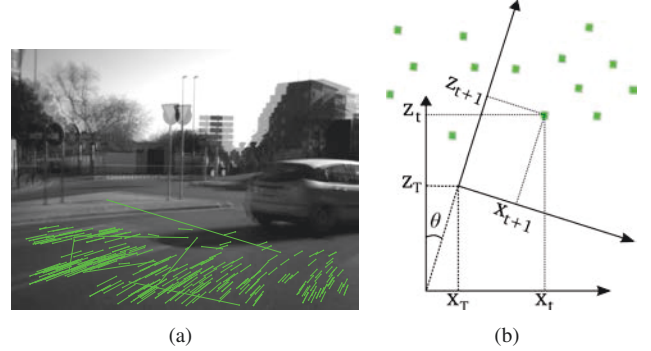 z_{t+1}
z_t
z_T
x_{t+1}
θ
x_T
x_t
(a)
(b)